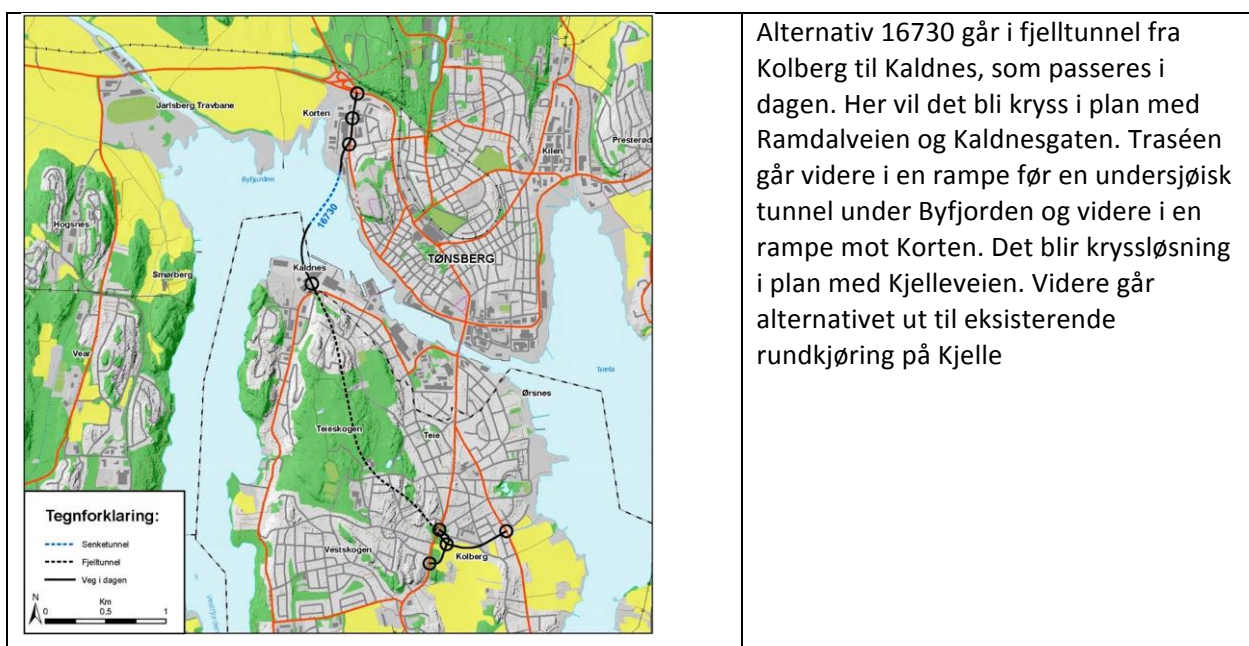 Jarlsberg Travbane
Korten
Presterød
Kilen
Byfjorden
16730
Hogsnes
Smørberg
Kaldnes
TØNSBERG
Vear
Træla
Ørsnes
Teieskogen
Teie
Vestskogen
Kolberg
Vestfjorden
Tegnforklaring:
Senketunnel
Fjelltunnel
Veg i dagen
N
Km
0 0,5 1
Alternativ 16730 går i fjelltunnel fra
Kolberg til Kaldnes, som passeres i
dagen. Her vil det bli kryss i plan med
Ramdalveien og Kaldnesgaten. Traséen
går videre i en rampe før en undersjøisk
tunnel under Byfjorden og videre i en
rampe mot Korten. Det blir kryssløsning
i plan med Kjelleveien. Videre går
alternativet ut til eksisterende
rundkjøring på Kjelle